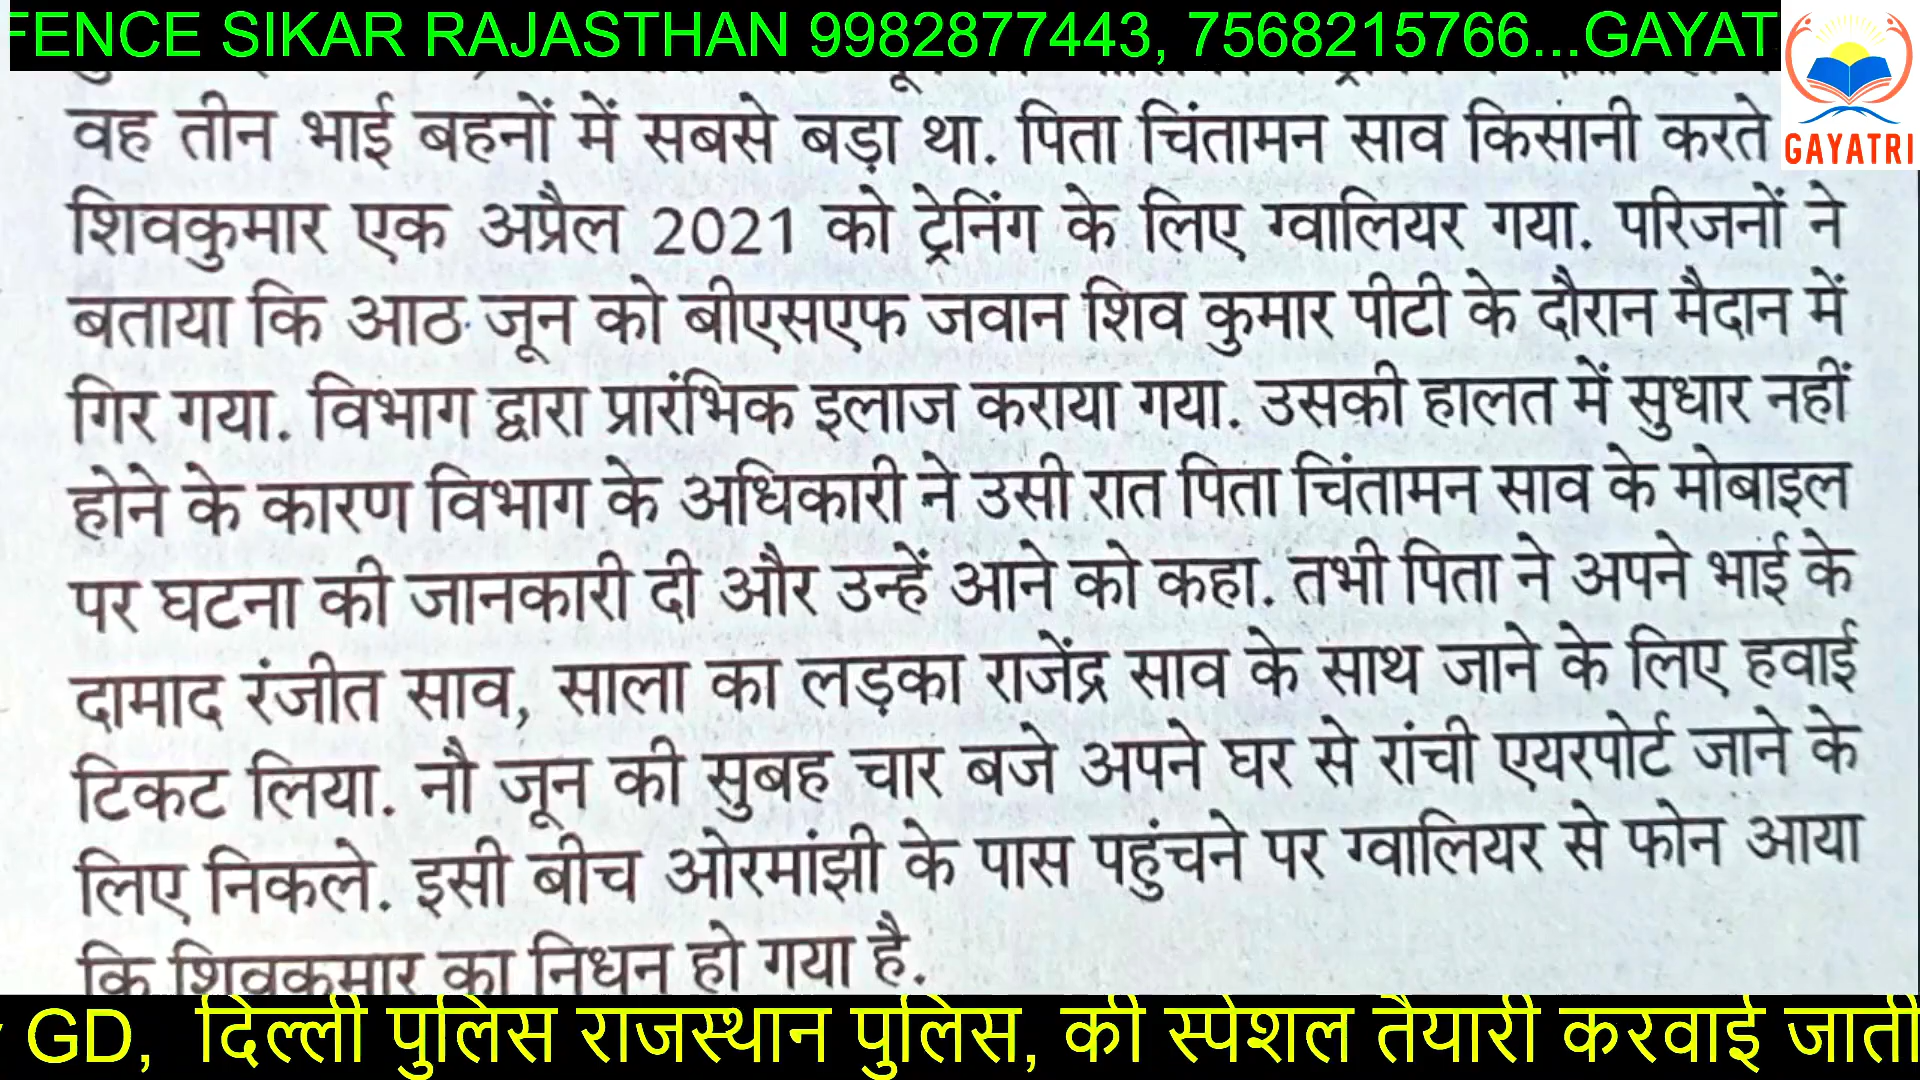 FENCE SIKAR RAJASTHAN 9982877443, 7568215766...GAYAT
GAYATRI
वह तीन भाई बहनों में सबसे बड़ा था. पिता चिंतामन साव किसानी करते
शिवकुमार एक अप्रैल 2021 को ट्रेनिंग के लिए ग्वालियर गया. परिजनों ने
बताया कि आठ जून को बीएसएफ जवान शिव कुमार पीटी के दौरान मैदान में
गिर गया. विभाग द्वारा प्रारंभिक इलाज कराया गया. उसकी हालत में सुधार नहीं
होने के कारण विभाग के अधिकारी ने उसी रात पिता चिंतामन साव के मोबाइल
पर घटना की जानकारी दी और उन्हें आने को कहा. तभी पिता ने अपने भाई के
दामाद रंजीत साव, साला का लड़का राजेंद्र साव के साथ जाने के लिए हवाई
टिकट लिया. नौ जून की सुबह चार बजे अपने घर से रांची एयरपोर्ट जाने के
लिए निकले. इसी बीच ओरमांझी के पास पहुंचने पर ग्वालियर से फोन आया
कि शिवकुमार का निधन हो गया है.
GD, दिल्ली पुलिस राजस्थान पुलिस, की स्पेशल तैयारी करवाई जाती